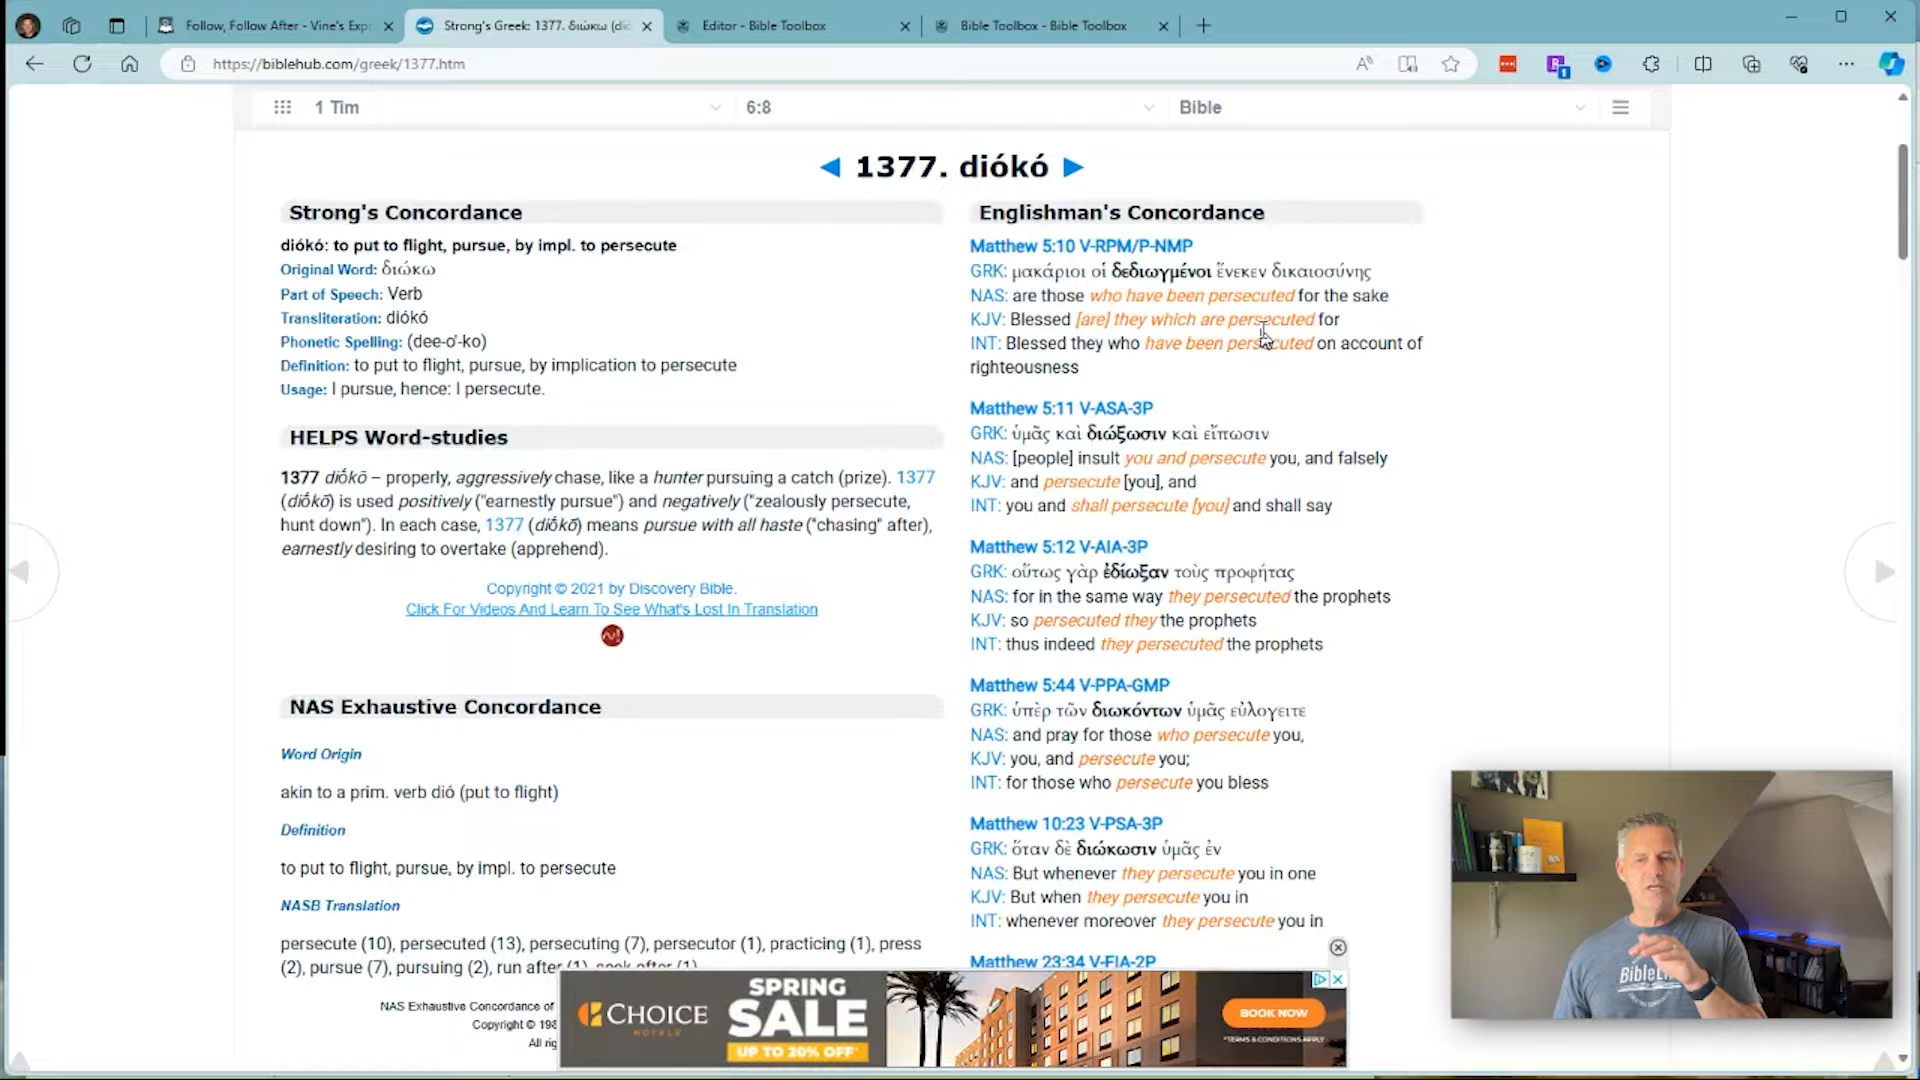 Follow, Follow After - Vine's Exp
Strong's Greek: 1377. διώκω (dió
Editor - Bible Toolbox
Bible Toolbox - Bible Toolbox
https://biblehub.com/greek/1377.htm
1 Tim
6:8
Bible
◄ 1377. diókó ►
Strong's Concordance
diókó: to put to flight, pursue, by impl. to persecute
Original Word: διώκω
Part of Speech: Verb
Transliteration: diókó
Phonetic Spelling: (dee-o'-ko)
Definition: to put to flight, pursue, by implication to persecute
Usage: I pursue, hence: I persecute.
HELPS Word-studies
1377 diṓkō – properly, aggressively chase, like a hunter pursuing a catch (prize). 1377
(diṓkō) is used positively ("earnestly pursue") and negatively ("zealously persecute,
hunt down"). In each case, 1377 (diṓkō) means pursue with all haste ("chasing" after),
earnestly desiring to overtake (apprehend).
Copyright © 2021 by Discovery Bible.
Click For Videos And Learn To See What's Lost In Translation
NAS Exhaustive Concordance
Word Origin
akin to a prim. verb dió (put to flight)
Definition
to put to flight, pursue, by impl. to persecute
NASB Translation
persecute (10), persecuted (13), persecuting (7), persecutor (1), practicing (1), press
(2), pursue (7), pursuing (2), run after (1), seek after (1)
NAS Exhaustive Concordance of
Copyright © 198
All rig
Englishman's Concordance
Matthew 5:10 V-RPM/P-NMP
GRK: μακάριοι οἱ δεδιωγμένοι ἕνεκεν δικαιοσύνης
NAS: are those who have been persecuted for the sake
KJV: Blessed [are] they which are persecuted for
INT: Blessed they who have been persecuted on account of
righteousness
Matthew 5:11 V-ASA-3P
GRK: ὑμᾶς καὶ διώξωσιν καὶ εἴπωσιν
NAS: [people] insult you and persecute you, and falsely
KJV: and persecute [you], and
INT: you and shall persecute [you] and shall say
Matthew 5:12 V-AIA-3P
GRK: οὕτως γὰρ ἐδίωξαν τοὺς προφήτας
NAS: for in the same way they persecuted the prophets
KJV: so persecuted they the prophets
INT: thus indeed they persecuted the prophets
Matthew 5:44 V-PPA-GMP
GRK: ὑπὲρ τῶν διωκόντων ὑμᾶς εὐλογειτε
NAS: and pray for those who persecute you,
KJV: you, and persecute you;
INT: for those who persecute you bless
Matthew 10:23 V-PSA-3P
GRK: ὅταν δὲ διώκωσιν ὑμᾶς ἐν
NAS: But whenever they persecute you in one
KJV: But when they persecute you in
INT: whenever moreover they persecute you in
Matthew 23:34 V-FIA-2P
CHOICE
HOTELS
SPRING
SALE
UP TO 20% OFF*
BOOK NOW
*TERMS & CONDITIONS APPLY